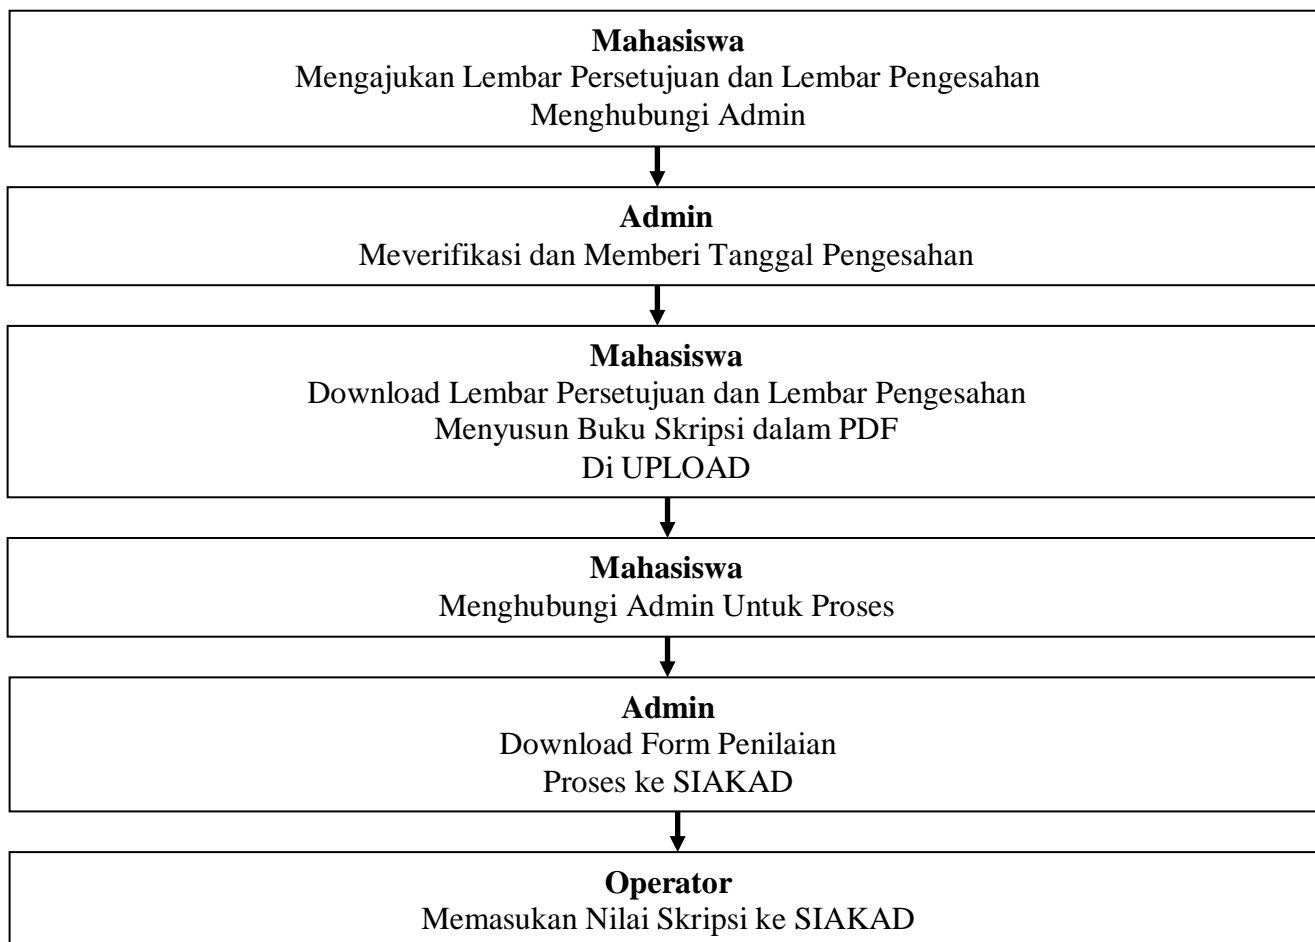 Mahasiswa
Mengajukan Lembar Persetujuan dan Lembar Pengesahan
Menghubungi Admin
Admin
Meverifikasi dan Memberi Tanggal Pengesahan
Mahasiswa
Download Lembar Persetujuan dan Lembar Pengesahan
Menyusun Buku Skripsi dalam PDF
Di UPLOAD
Mahasiswa
Menghubungi Admin Untuk Proses
Admin
Download Form Penilaian
Proses ke SIAKAD
Operator
Memasukan Nilai Skripsi ke SIAKAD